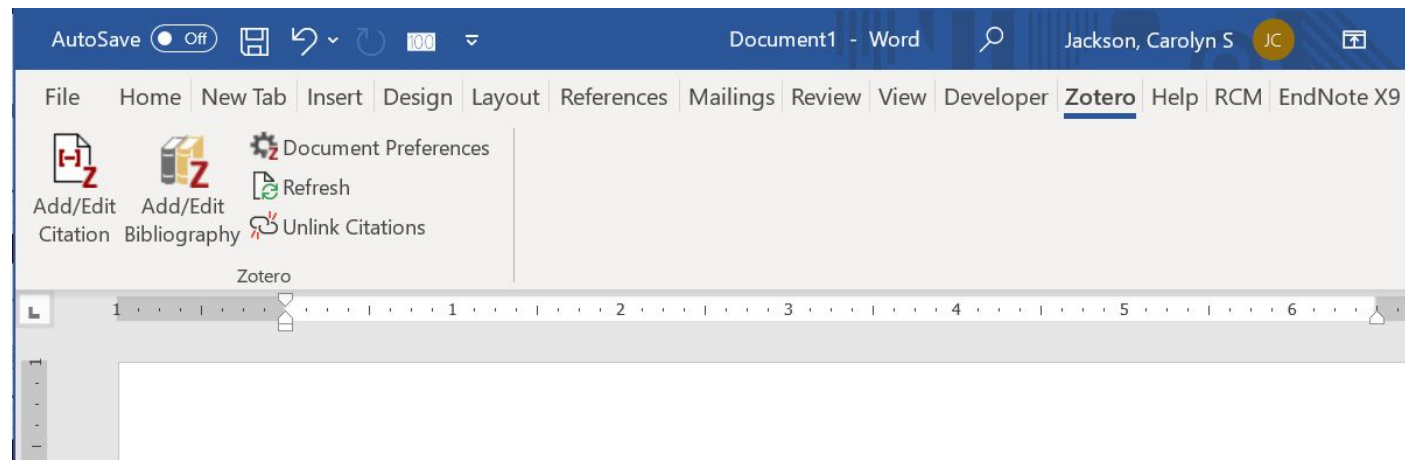 AutoSave Off 100 Document1 - Word Jackson, Carolyn S JC
File Home New Tab Insert Design Layout References Mailings Review View Developer Zotero Help RCM EndNote X9
[-] Z Z Z Document Preferences
Refresh
Add/Edit Add/Edit Unlink Citations
Citation Bibliography
Zotero
L 1 1 2 3 4 5 6
1